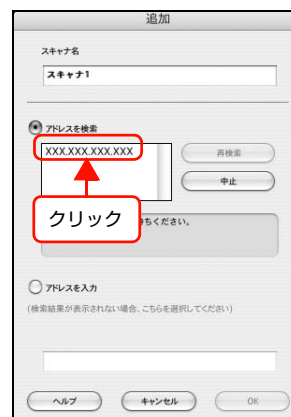 追加
スキャナ名
スキャナ1
アドレスを検索
XXX.XXX.XXX.XXX
再検索
中止
クリック
ちください。
アドレスを入力
(検索結果が表示されない場合、こちらを選択してください)
ヘルプ
キャンセル
OK